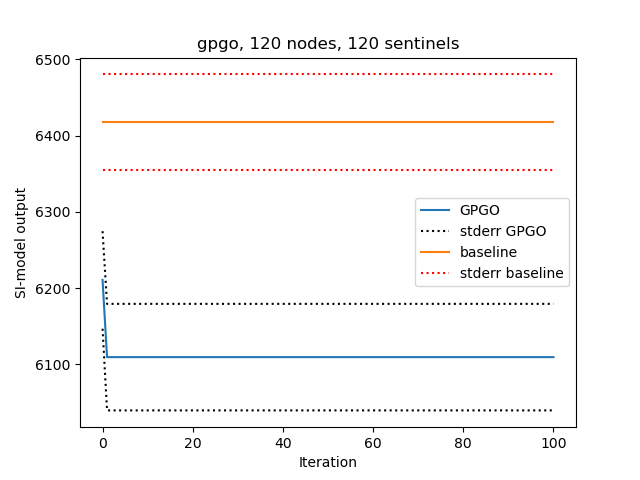 gpgo, 120 nodes, 120 sentinels
6500
6400
6300
6200
6100
SI-model output
GPGO
stderr GPGO
baseline
stderr baseline
0
20
40
60
80
100
Iteration